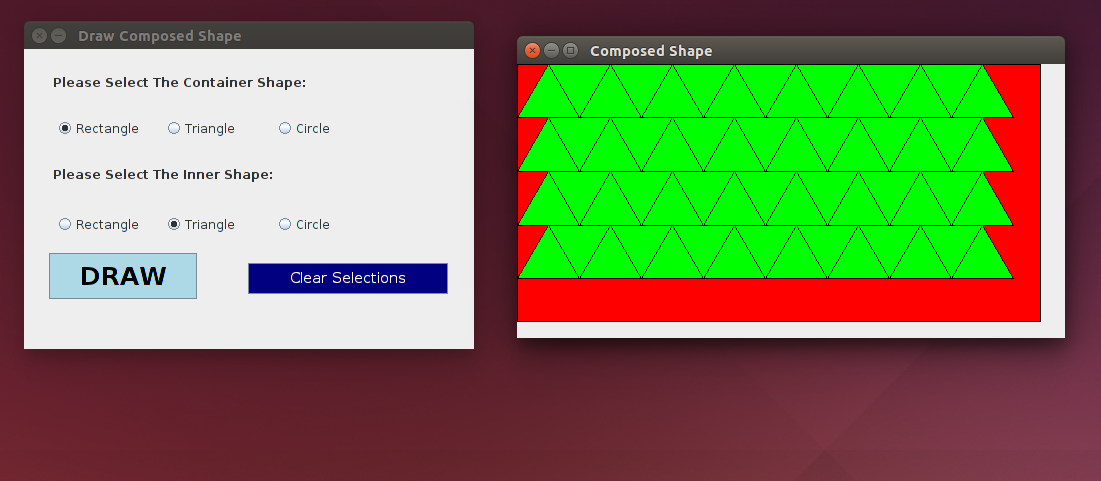 Draw Composed Shape
Please Select The Container Shape:
Rectangle Triangle Circle
Please Select The Inner Shape:
Rectangle Triangle Circle
DRAW Clear Selections
Composed Shape